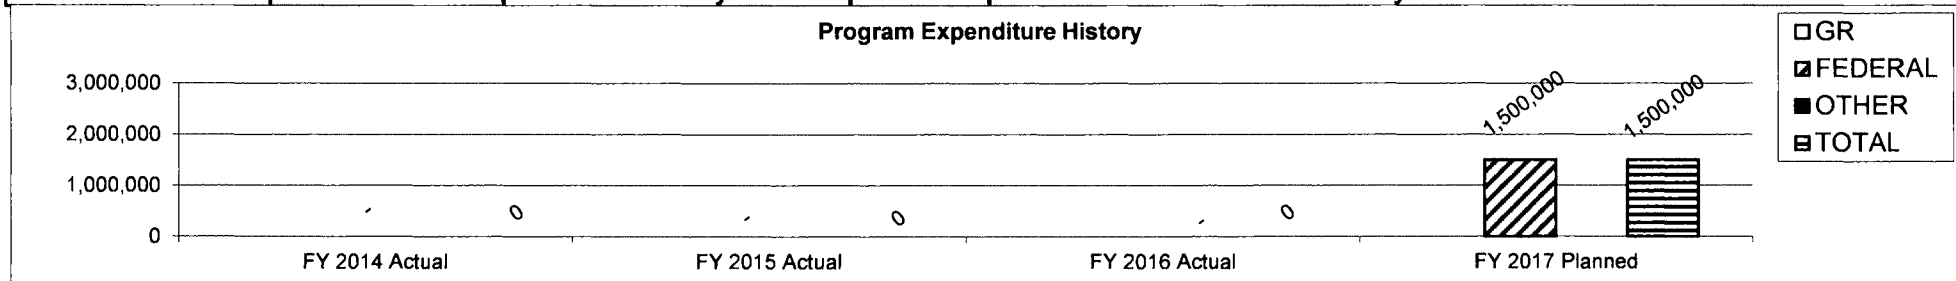 Program Expenditure History
GR
FEDERAL
OTHER
TOTAL
3,000,000
2,000,000
1,000,000
0
1,500,000
1,500,000
- 0
- 0
- 0
FY 2014 Actual
FY 2015 Actual
FY 2016 Actual
FY 2017 Planned